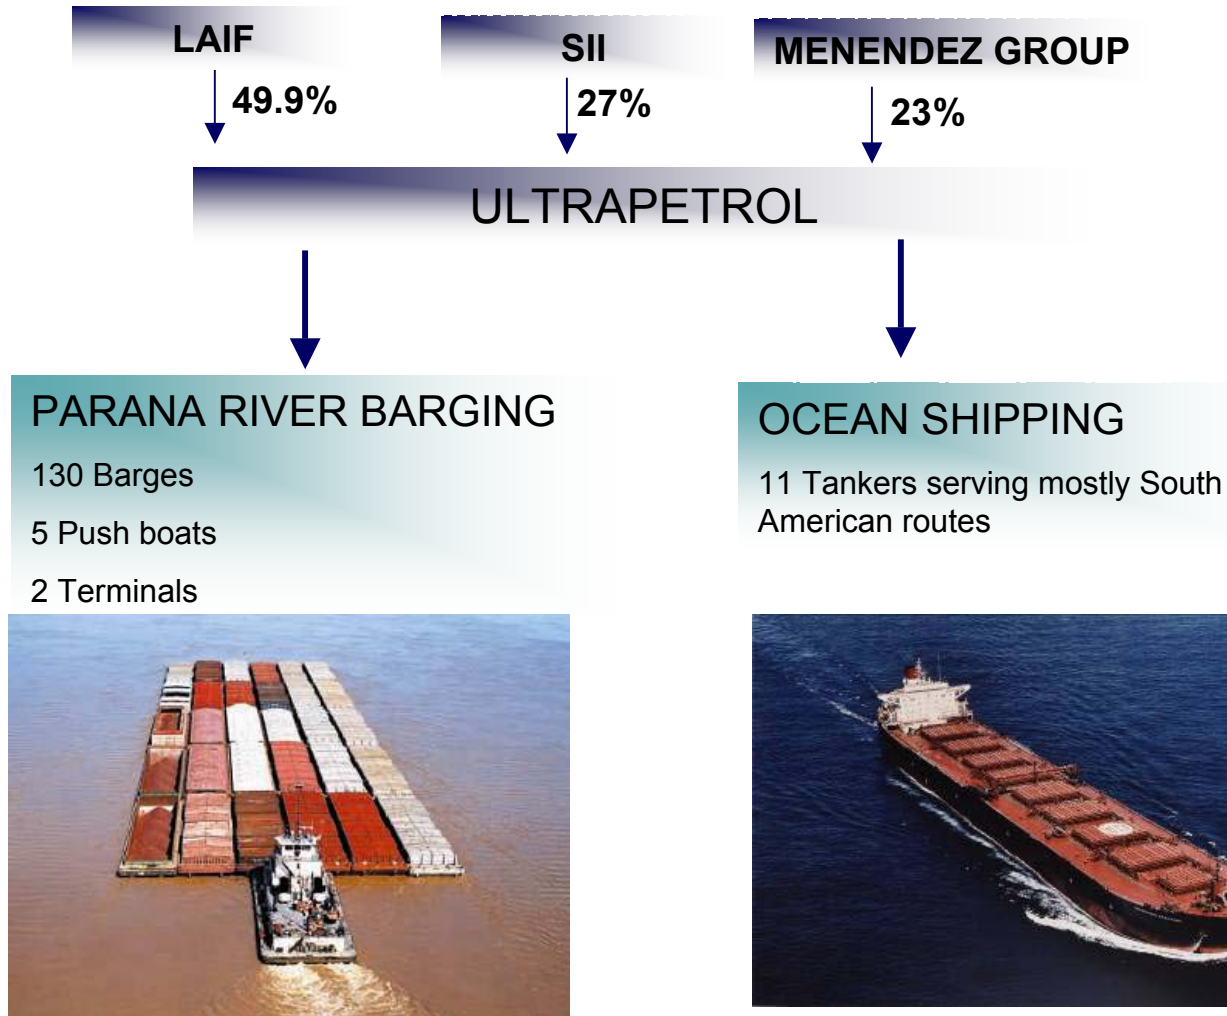 LAIF
SII
MENENDEZ GROUP
49.9%
27%
23%
ULTRAPETROL
PARANA RIVER BARGING
130 Barges
5 Push boats
2 Terminals
OCEAN SHIPPING
11 Tankers serving mostly South
American routes